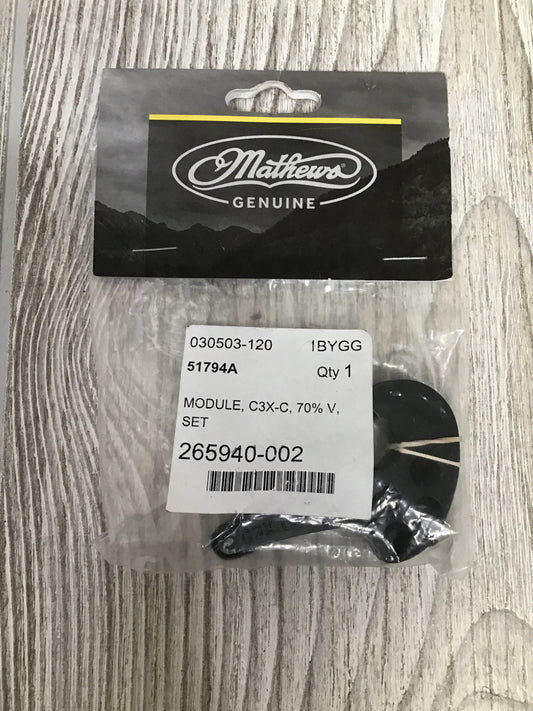 Mathews®
GENUINE
030503-120 IBYGG
51794A Qty 1
MODULE, C3X-C, 70% V,
SET
265940-002